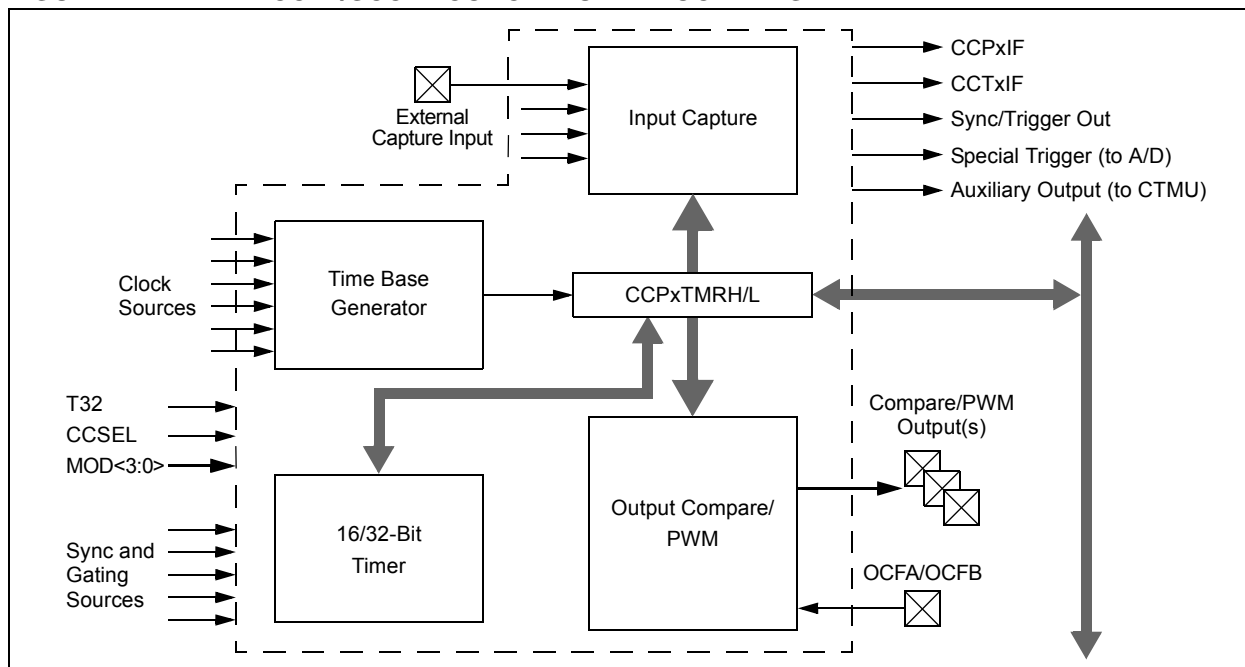 CCPxIF
CCTxIF
Sync/Trigger Out
Special Trigger (to A/D)
Auxiliary Output (to CTMU)
External
Capture Input
Input Capture
Clock
Sources
Time Base
Generator
CCPxTMRH/L
T32
CCSEL
MOD<3:0>
Sync and
Gating
Sources
16/32-Bit
Timer
Output Compare/
PWM
Compare/PWM
Output(s)
OCFA/OCFB